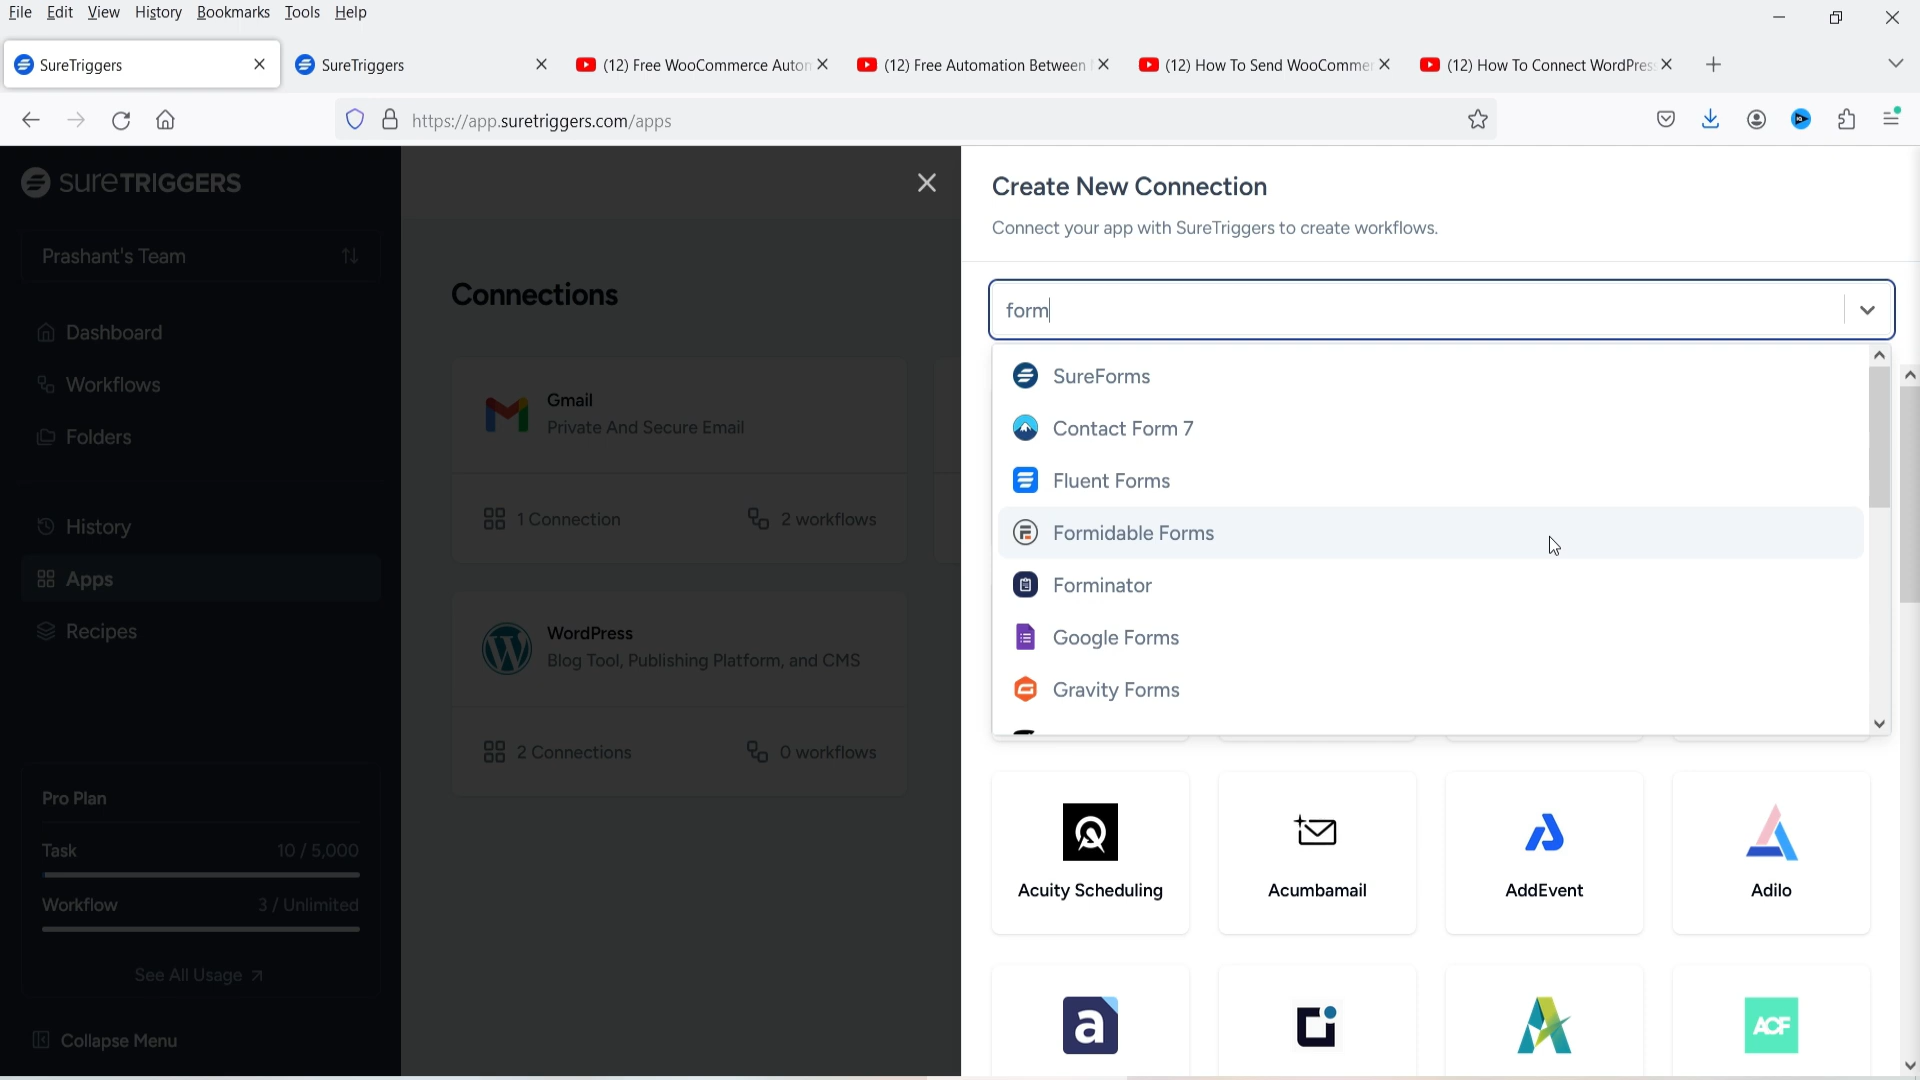 File Edit View History Bookmarks Tools Help
SureTriggers
SureTriggers
(12) Free WooCommerce Auton
(12) Free Automation Between
(12) How To Send WooCommer
(12) How To Connect WordPres
https://app.suretriggers.com/apps
SURETRIGGERS
Prashant's Team
Dashboard
Workflows
Folders
History
Apps
Recipes
Pro Plan
Task 10 / 5,000
Workflow 3 / Unlimited
See All Usage
Collapse Menu
Connections
Gmail
Private And Secure Email
1 Connection 2 workflows
WordPress
Blog Tool, Publishing Platform, and CMS
2 Connections 0 workflows
Create New Connection
Connect your app with SureTriggers to create workflows.
form
SureForms
Contact Form 7
Fluent Forms
Formidable Forms
Forminator
Google Forms
Gravity Forms
Acuity Scheduling Acumbamail AddEvent Adilo
a
ACF